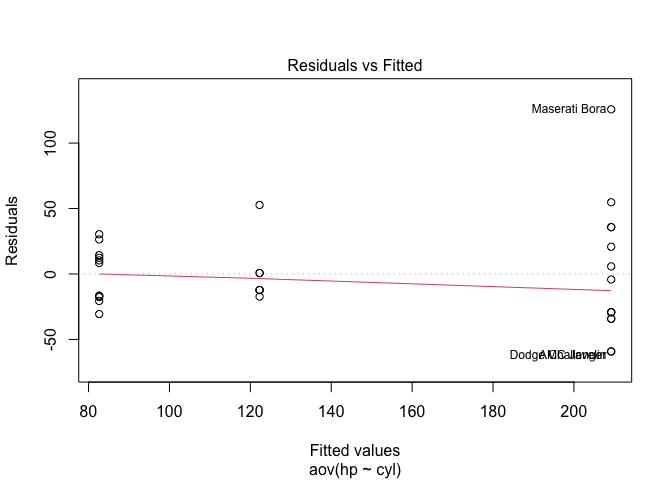 Residuals vs Fitted
Residuals
100
50
0
-50
Maserati Bora
Dodge Challenger
AMC Javelin
80
100
120
140
160
180
200
Fitted values
aov(hp ~ cyl)